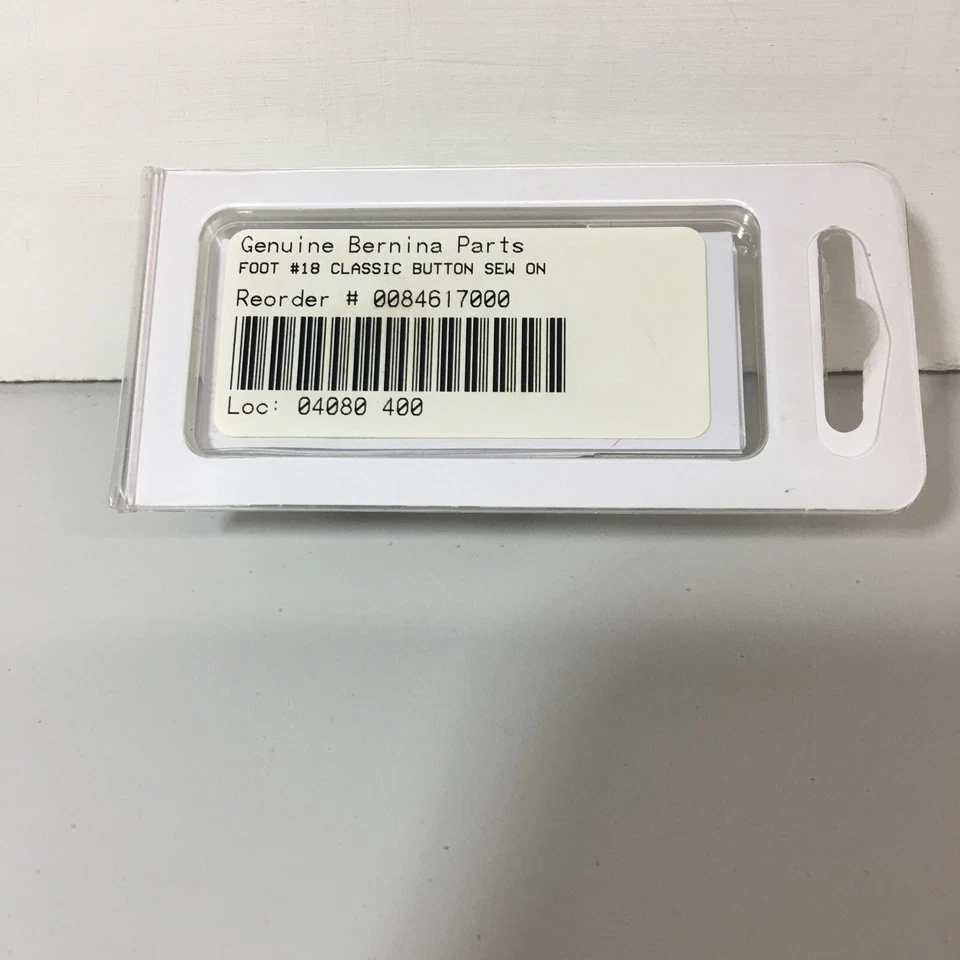 Genuine Bernina Parts
FOOT #18 CLASSIC BUTTON SEW ON
Reorder # 0084617000
Loc: 04080 400